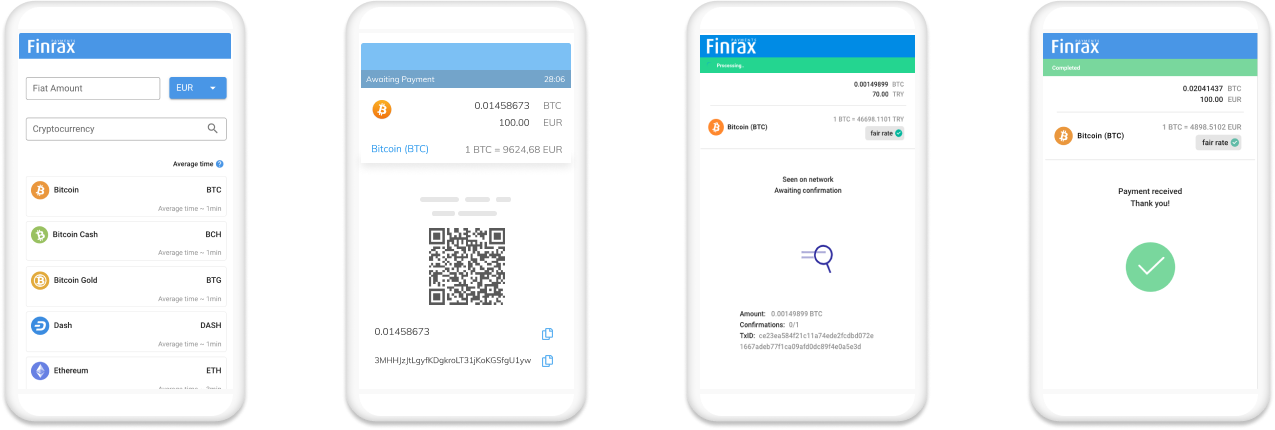 PAYMENTS
Finrax
Fiat Amount
EUR
Cryptocurrency
Average time ?
Bitcoin BTC
Average time ~ 1min
Bitcoin Cash BCH
Average time ~ 1min
Bitcoin Gold BTG
Average time ~ 1min
Dash DASH
Average time ~ 1min
Ethereum ETH
Awaiting Payment 28:06
0.01458673 BTC
100.00 EUR
Bitcoin (BTC) 1 BTC = 9624,68 EUR
0.01458673
3MHHJzJtLgyfKDgkroLT31jKoKGSfgU1yw
PAYMENTS
Finrax
Processing..
0.00149899 BTC
70.00 TRY
1 BTC = 46698.1101 TRY
Bitcoin (BTC)
fair rate
Seen on network
Awaiting confirmation
Amount: 0.00149899 BTC
Confirmations: 0/1
TxID: ce23ea584f21c11a74ede2fcdbd072e
1667adeb77f1ca09afd0dc89f4e0a5e3d
PAYMENTS
Finrax
Completed
0.02041437 BTC
100.00 EUR
1 BTC = 4898.5102 EUR
Bitcoin (BTC)
fair rate
Payment received
Thank you!